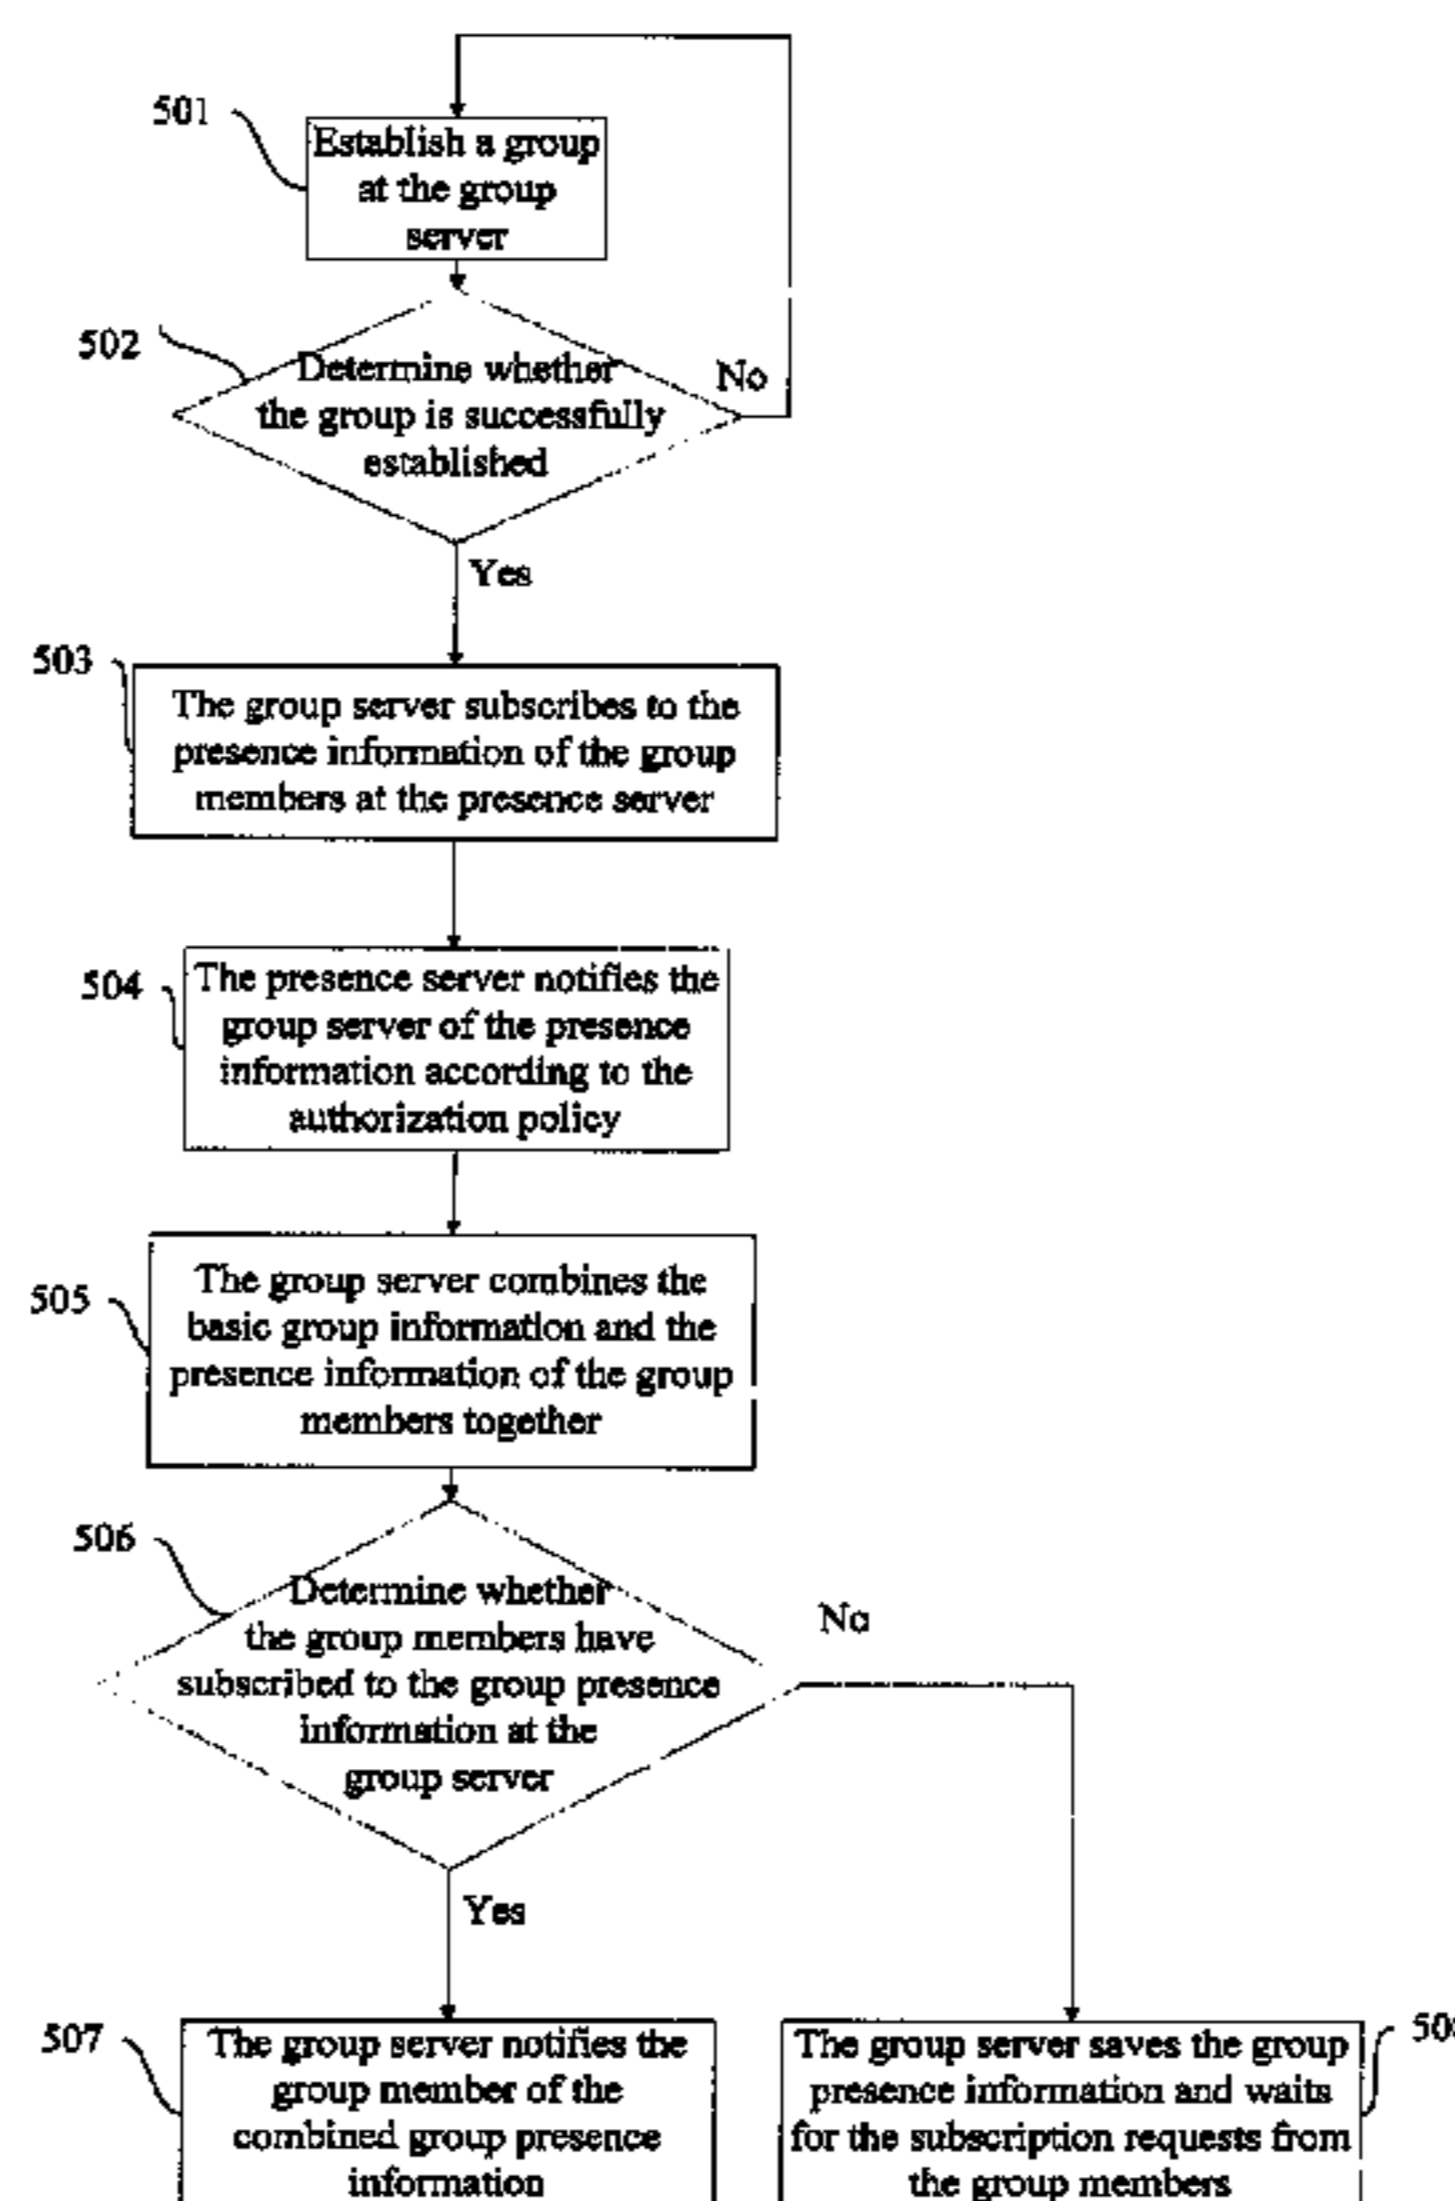 501
Establish a group
at the group
server
502
Determine whether
the group is successfully
established
No
Yes
503
The group server subscribes to the
presence information of the group
members at the presence server
504
The presence server notifies the
group server of the presence
information according to the
authorization policy
505
The group server combines the
basic group information and the
presence information of the group
members together
506
Determine whether
the group members have
subscribed to the group presence
information at the
group server
No
Yes
507
The group server notifies the
group member of the
combined group presence
information
The group server saves the group
presence information and waits
for the subscription requests from
the group members